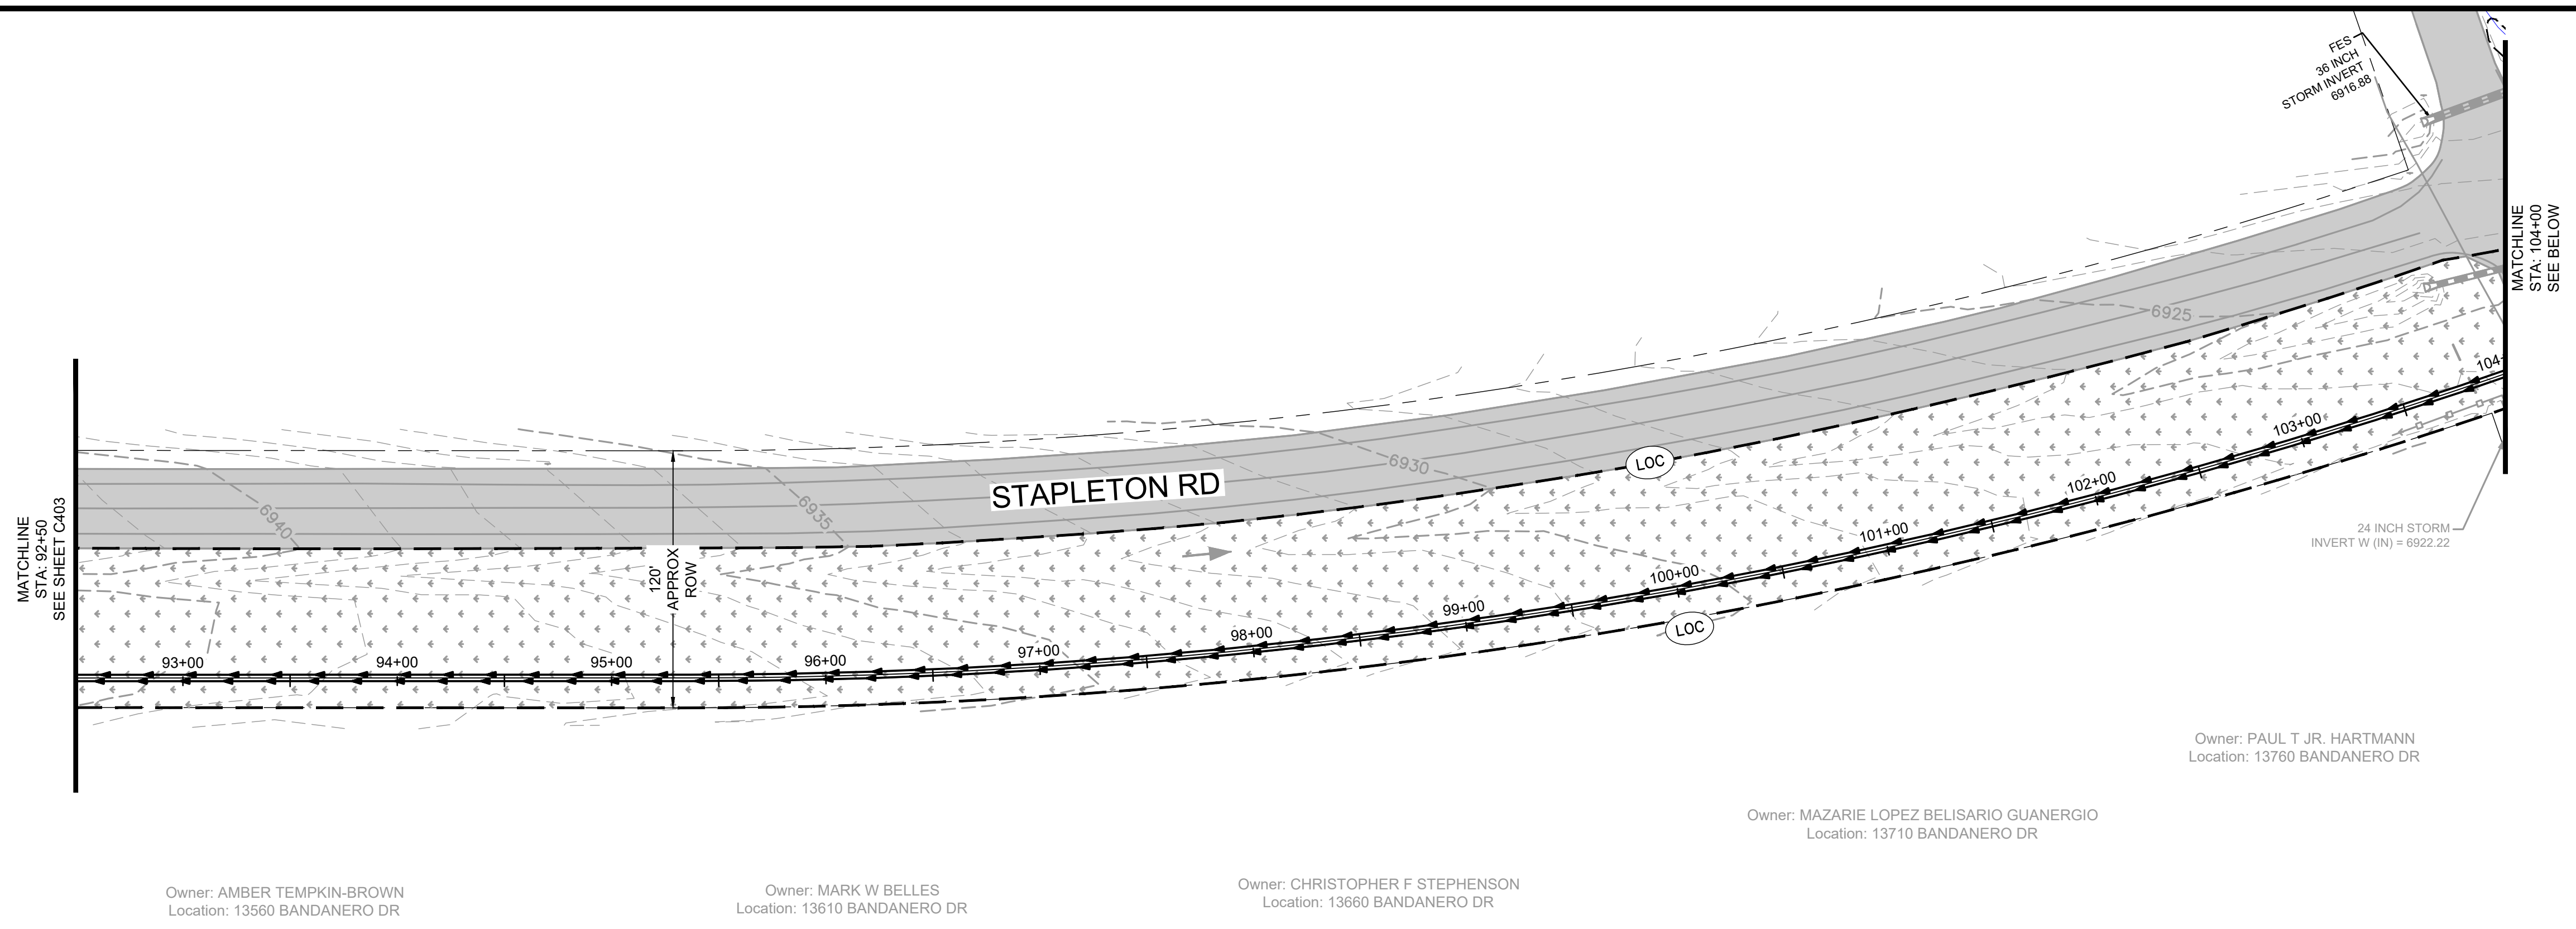 FES
36 INCH
STORM INVERT
6916.88
MATCHLINE
STA: 104+00
SEE BELOW
6925
104+
103+00
102+00
101+00
100+00
99+00
98+00
97+00
96+00
95+00
94+00
93+00
LOC
LOC
6930
STAPLETON RD
6935
6940
120'
APPROX
ROW
MATCHLINE
STA: 92+50
SEE SHEET C403
24 INCH STORM
INVERT W (IN) = 6922.22
Owner: PAUL T JR. HARTMANN
Location: 13760 BANDANERO DR
Owner: MAZARIE LOPEZ BELISARIO GUANERGIO
Location: 13710 BANDANERO DR
Owner: CHRISTOPHER F STEPHENSON
Location: 13660 BANDANERO DR
Owner: MARK W BELLES
Location: 13610 BANDANERO DR
Owner: AMBER TEMPKIN-BROWN
Location: 13560 BANDANERO DR